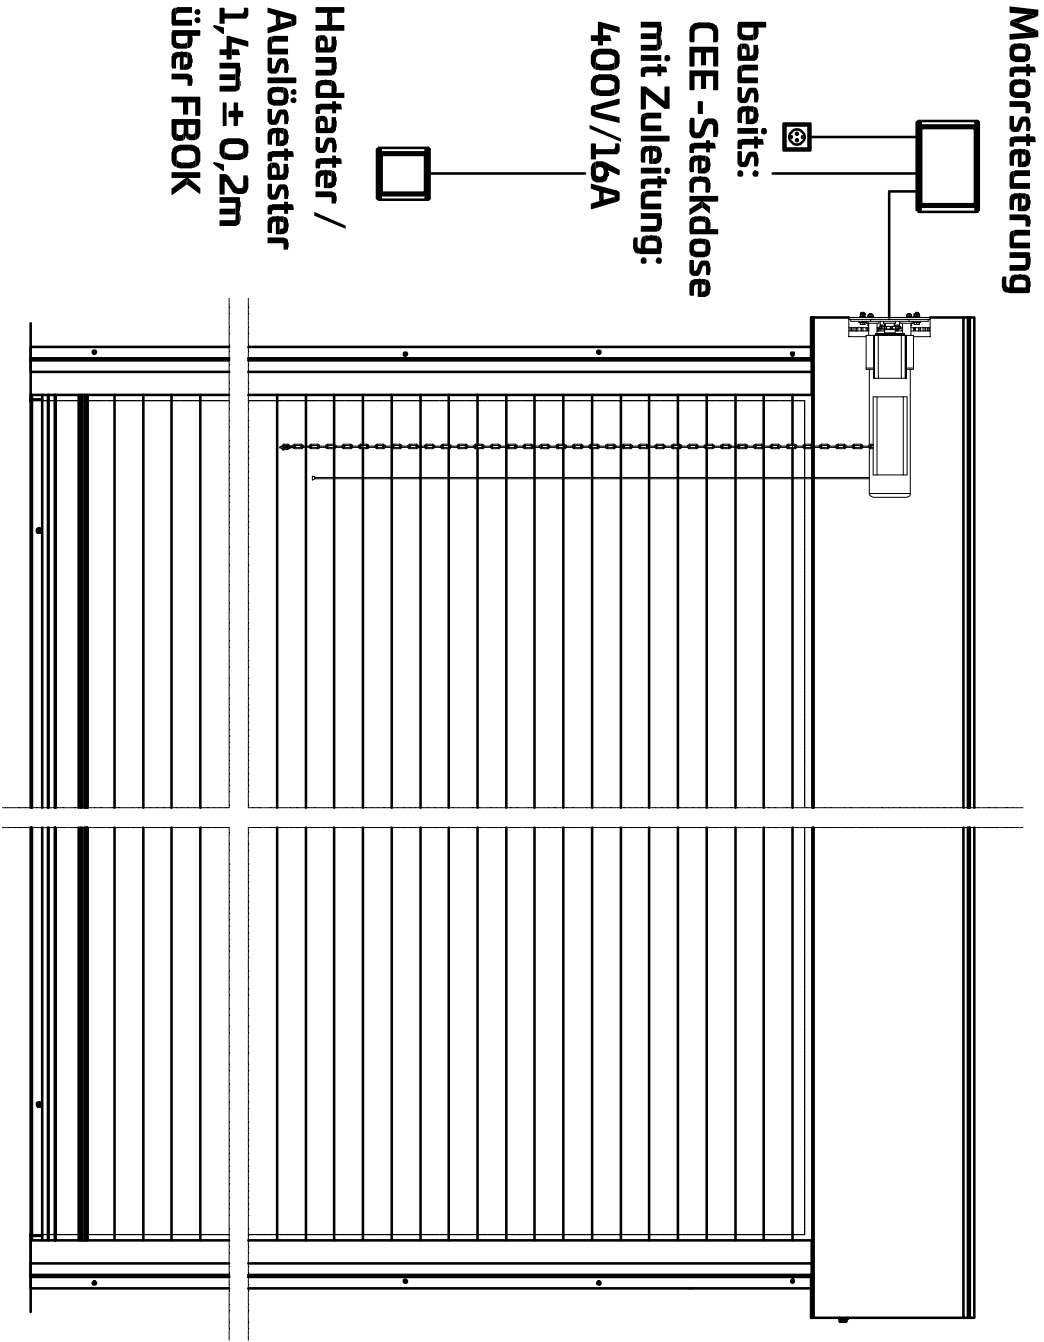 Motorsteuerung
bauseits:
CEE -Steckdose
mit Zuleitung:
400V/16A
Handtaster /
Auslösetaster
1,4m ± 0,2m
über FBOK